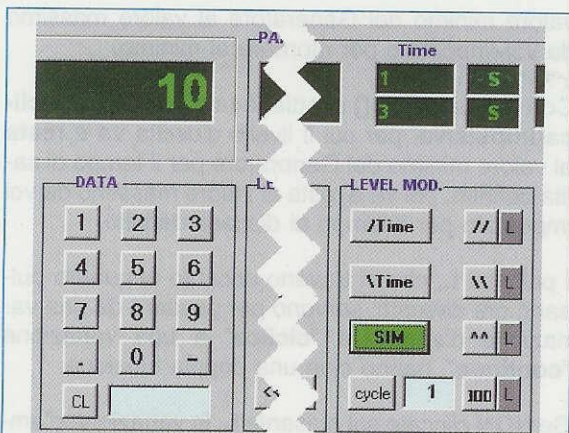 PA
Time
10
1 S
3 S
DATA
1 2 3
4 5 6
7 8 9
. 0 -
CL
LE
LEVEL MOD.
/Time // L
\Time \\ L
SIM ^^ L
cycle 1 L